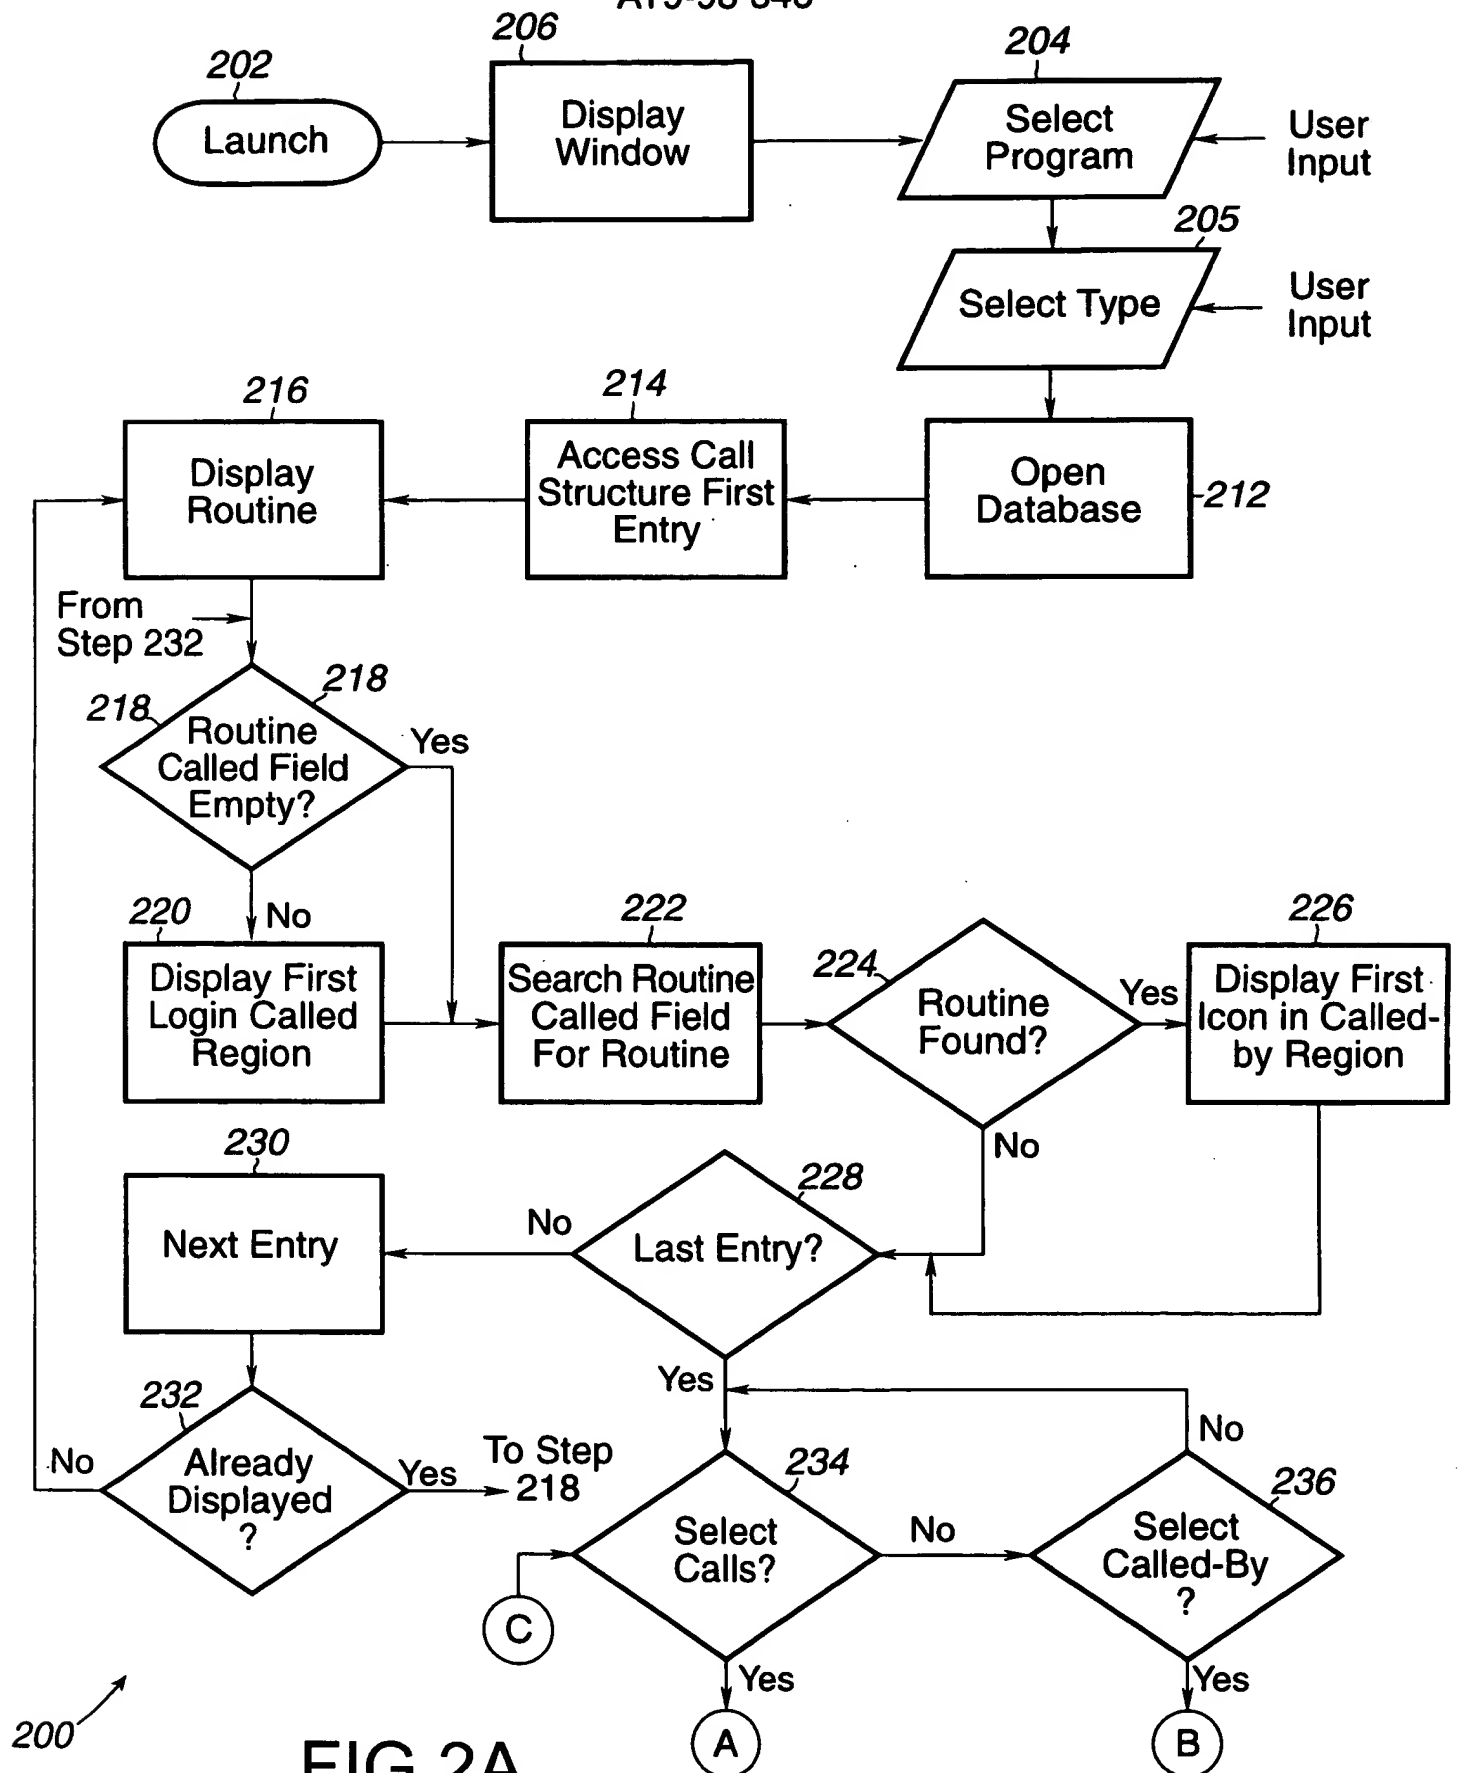 206
204
202
Launch
Display
Window
Select
Program
User
Input
205
Select Type
User
Input
216
214
Display
Routine
Access Call
Structure First
Entry
Open
Database
212
From
Step 232
218
218
Routine
Called Field
Empty?
Yes
No
220
222
224
226
Display First
Login Called
Region
Search Routine
Called Field
For Routine
Routine
Found?
Yes
Display First
Icon in Called-
by Region
No
230
228
Next Entry
No
Last Entry?
Yes
232
No
Already
Displayed
?
Yes
To Step
218
234
Select
Calls?
No
No
236
Select
Called-By
?
C
Yes
Yes
A
B
200
FIG 2A